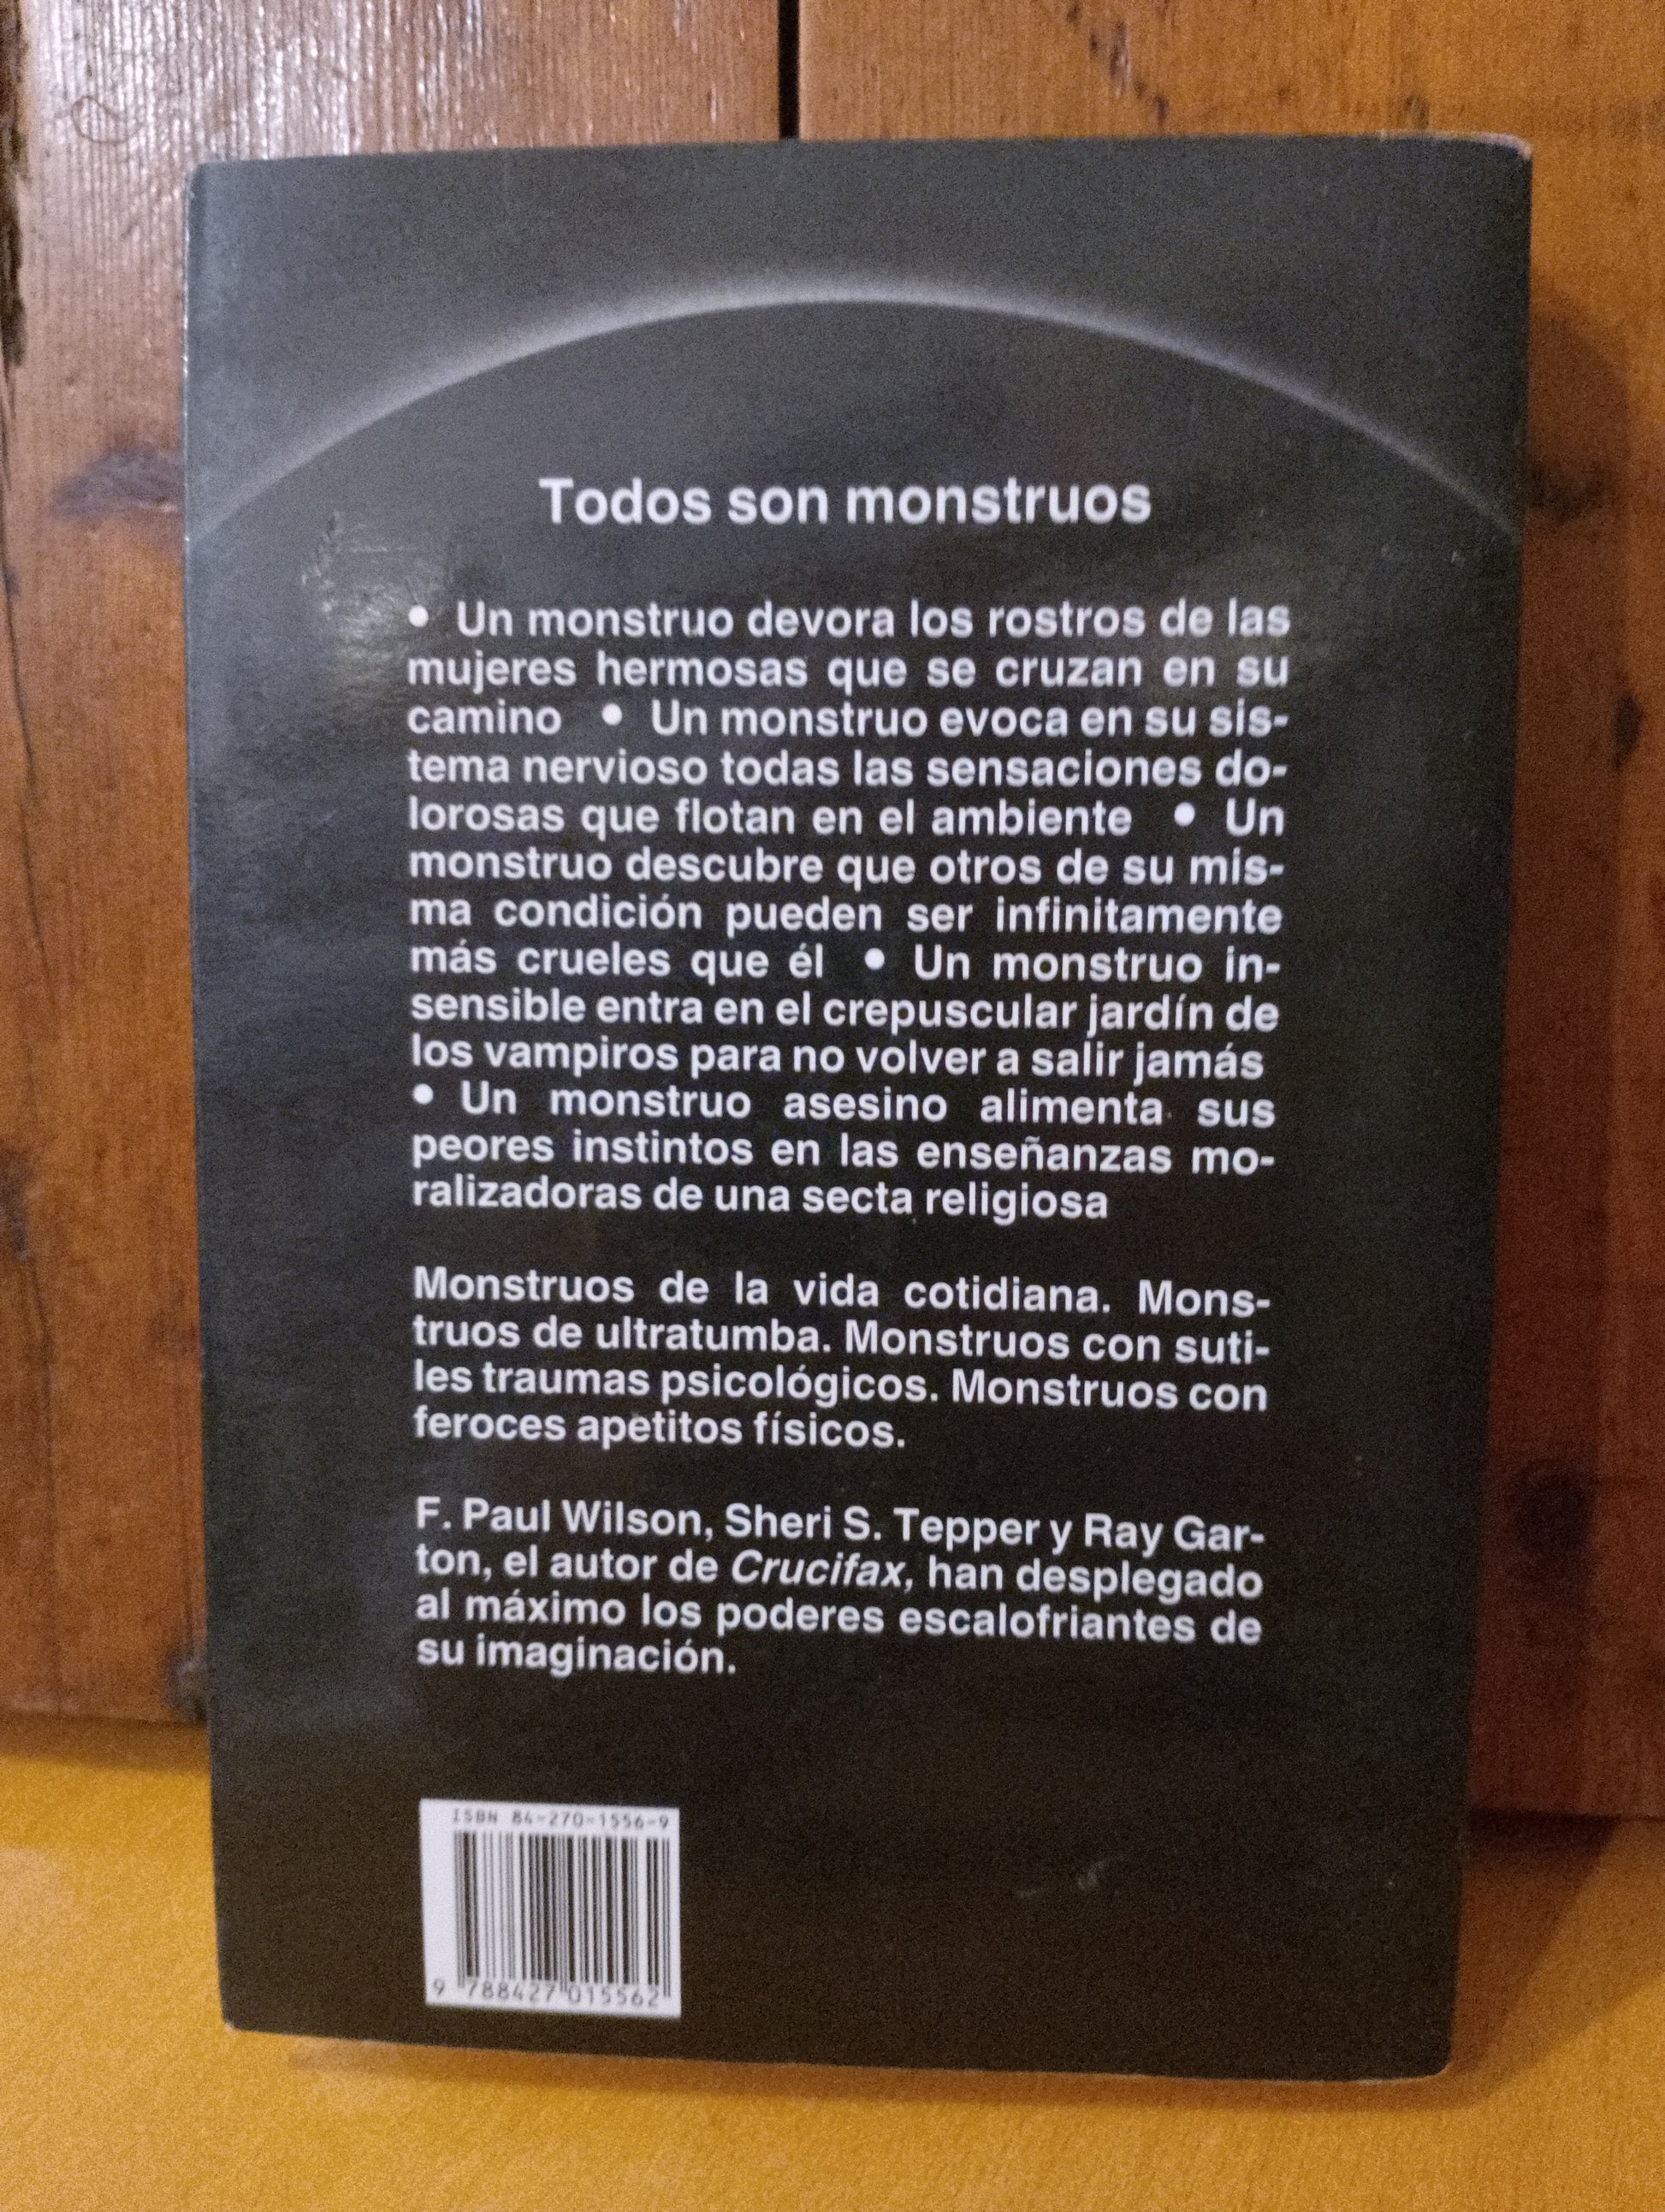 Todos son monstruos
• Un monstruo devora los rostros de las
mujeres hermosas que se cruzan en su
camino • Un monstruo evoca en su sis-
tema nervioso todas las sensaciones do-
lorosas que flotan en el ambiente • Un
monstruo descubre que otros de su mis-
ma condición pueden ser infinitamente
más crueles que él • Un monstruo in-
sensible entra en el crepuscular jardín de
los vampiros para no volver a salir jamás
• Un monstruo asesino alimenta sus
peores instintos en las enseñanzas mo-
ralizadoras de una secta religiosa
Monstruos de la vida cotidiana. Mons-
truos de ultratumba. Monstruos con suti-
les traumas psicológicos. Monstruos con
feroces apetitos físicos.
F. Paul Wilson, Sheri S. Tepper y Ray Gar-
ton, el autor de Crucifax, han desplegado
al máximo los poderes escalofriantes de
su imaginación.
ISBN 84-270-1556-9
9 788427 015562